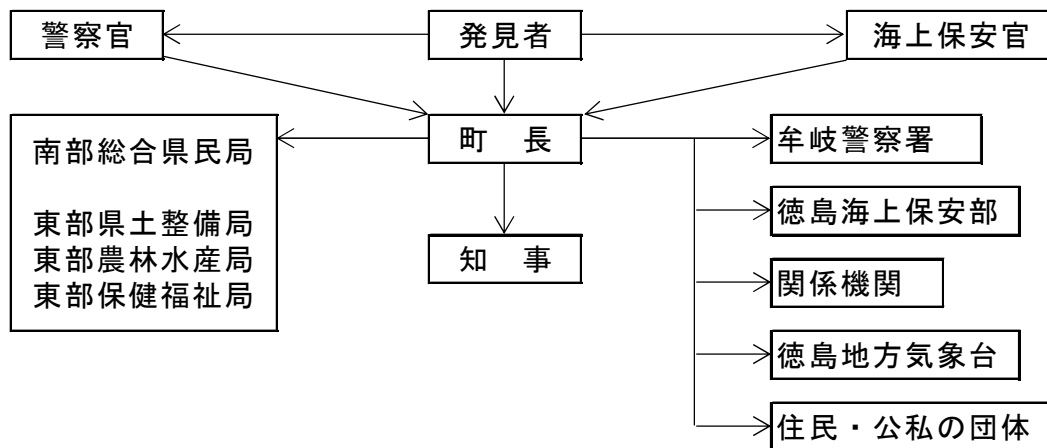 警察官
発見者
海上保安官
町　長
南部総合県民局
東部県土整備局
東部農林水産局
東部保健福祉局
知　事
牟岐警察署
徳島海上保安部
関係機関
徳島地方気象台
住民・公私の団体